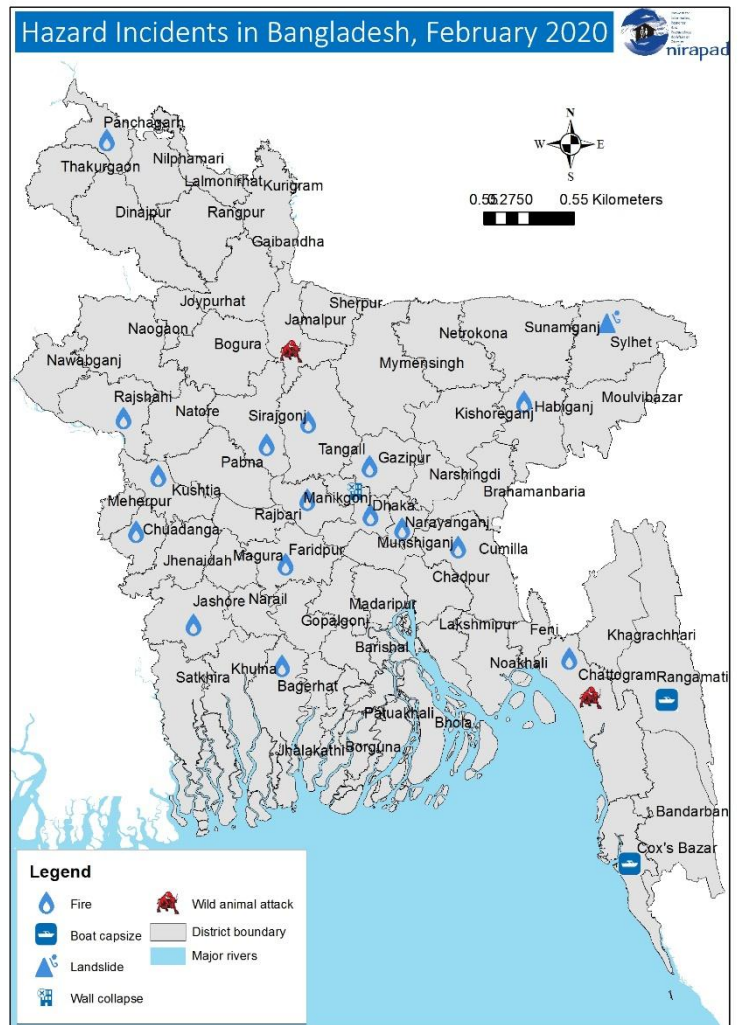 Hazard Incidents in Bangladesh, February 2020
nirapad
N
W E
S
0.55 0.2750 0.55 Kilometers
Panchagarh
Thakurgaon
Nilphamari
Lalmonirhat
Kurigram
Dinajpur
Rangpur
Gaibandha
Joypurhat
Sherpur
Jamalpur
Naogaon
Bogura
Netrokona
Sunamganj
Sylhet
Nawabganj
Mymensingh
Rajshahi
Natore
Sirajgonj
Kishoreganj
Habiganj
Moulvibazar
Pabna
Tangail
Gazipur
Narshingdi
Meherpur
Kushtia
Manikgonj
Brahamanbaria
Rajbari
Dhaka
Narayanganj
Chuadanga
Munshiganj
Cumilla
Jhenaidah
Magura
Faridpur
Chadpur
Jashore
Narail
Madaripur
Gopalgonj
Lakshmipur
Feni
Khagrachhari
Barishal
Noakhali
Satkhira
Khulna
Bagerhat
Chattogram
Rangamati
Patuakhali
Bhola
Jhalakathi
Borguna
Bandarban
Cox's Bazar
Legend
Fire
Wild animal attack
Boat capsize
District boundary
Landslide
Major rivers
Wall collapse
1